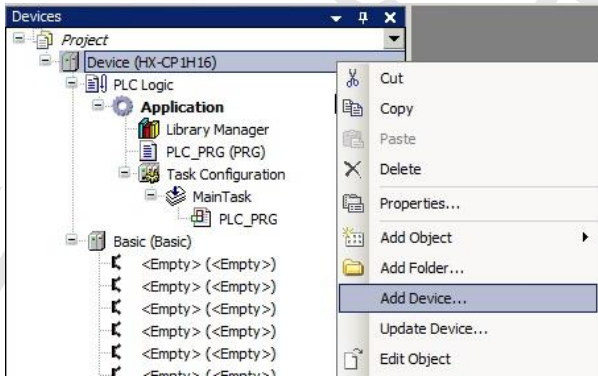 Devices
Project
Device (HX-CP1H16)
PLC Logic
Application
Library Manager
PLC_PRG (PRG)
Task Configuration
MainTask
PLC_PRG
Basic (Basic)
<Empty> (<Empty>)
<Empty> (<Empty>)
<Empty> (<Empty>)
<Empty> (<Empty>)
<Empty> (<Empty>)
<Empty> (<Empty>)
Cut
Copy
Paste
Delete
Properties...
Add Object
Add Folder...
Add Device...
Update Device...
Edit Object